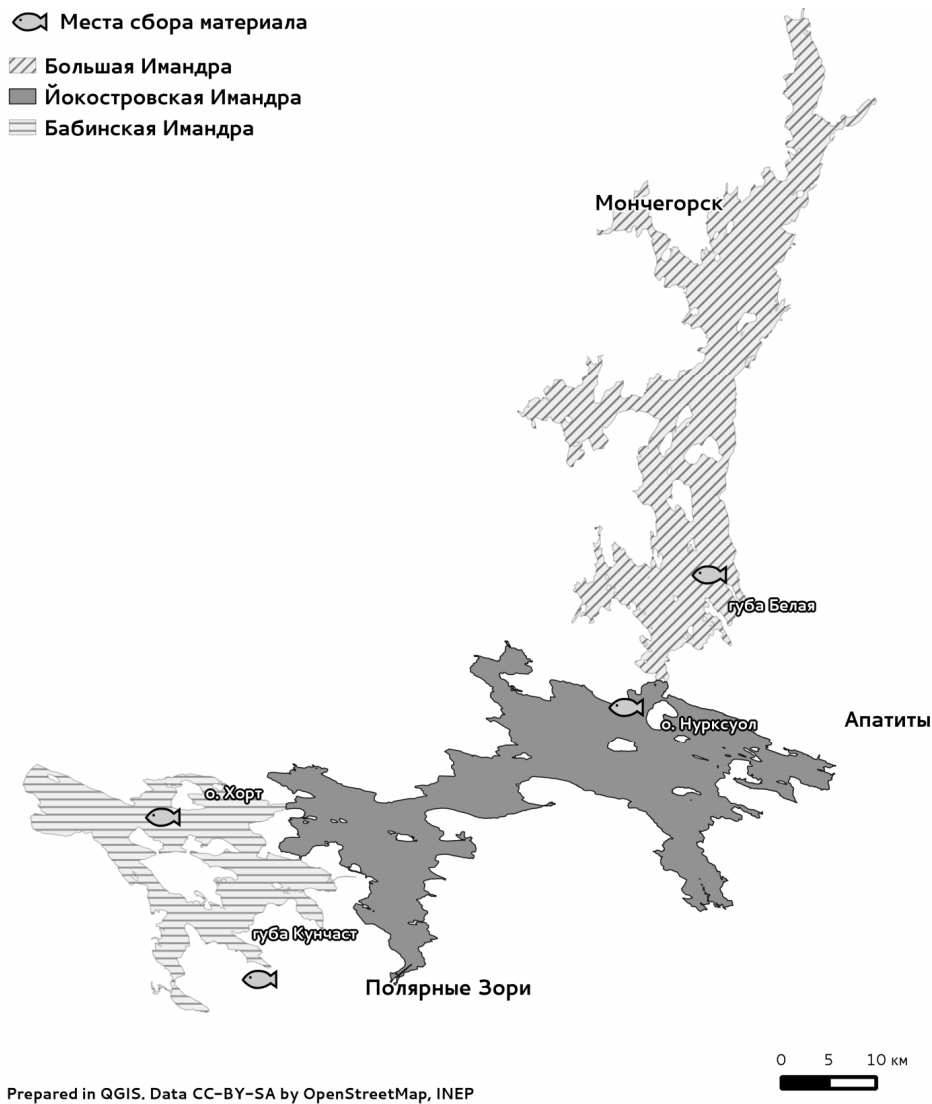 Места сбора материала
Большая Имандра
Йокостровская Имандра
Бабинская Имандра
Мончегорск
губа Белая
о. Нурксуол
Апатиты
о. Хорт
губа Кунчаст
Полярные Зори
0 5 10 км
Prepared in QGIS. Data CC-BY-SA by OpenStreetMap, INEP